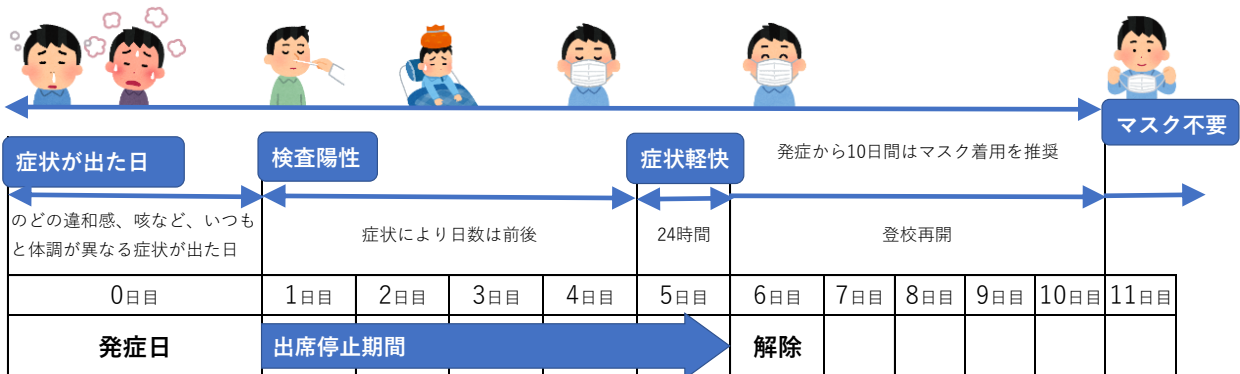 マスク不要
症状が出た日
検査陽性
症状軽快
発症から10日間はマスク着用を推奨
のどの違和感、咳など、いつも
と体調が異なる症状が出た日
症状により日数は前後
24時間
登校再開
0日目
1日目
2日目
3日目
4日目
5日目
6日目
7日目
8日目
9日目
10日目
11日目
発症日
出席停止期間
解除